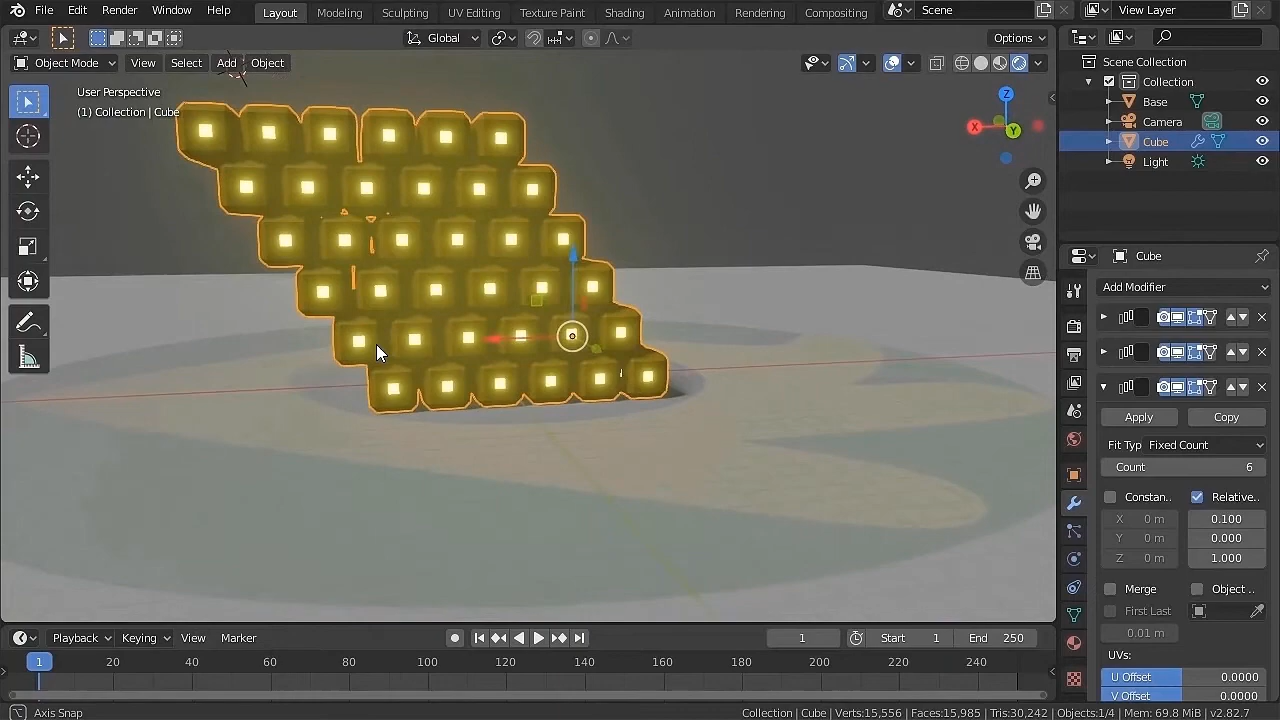 File Edit Render Window Help Layout Modeling Sculpting UV Editing Texture Paint Shading Animation Rendering Compositing Scene View Layer
Global Options
Object Mode View Select Add Object
User Perspective
(1) Collection | Cube
Z
X
Y
Scene Collection
Collection
Base
Camera
Cube
Light
Cube
Add Modifier
Apply Copy
Fit Typ Fixed Count
Count 6
Constan.. Relative..
X 0 m 0.100
Y 0 m 0.000
Z 0 m 1.000
Merge Object ..
First Last
0.01 m
UVs:
U Offset 0.0000
V Offset 0.0000
Playback Keying View Marker 1 Start 1 End 250
1 20 40 60 80 100 120 140 160 180 200 220 240
Axis Snap
Collection | Cube | Verts:15,556 | Faces:15,985 | Tris:30,242 | Objects:1/4 | Mem: 69.8 MiB | v2.82.7